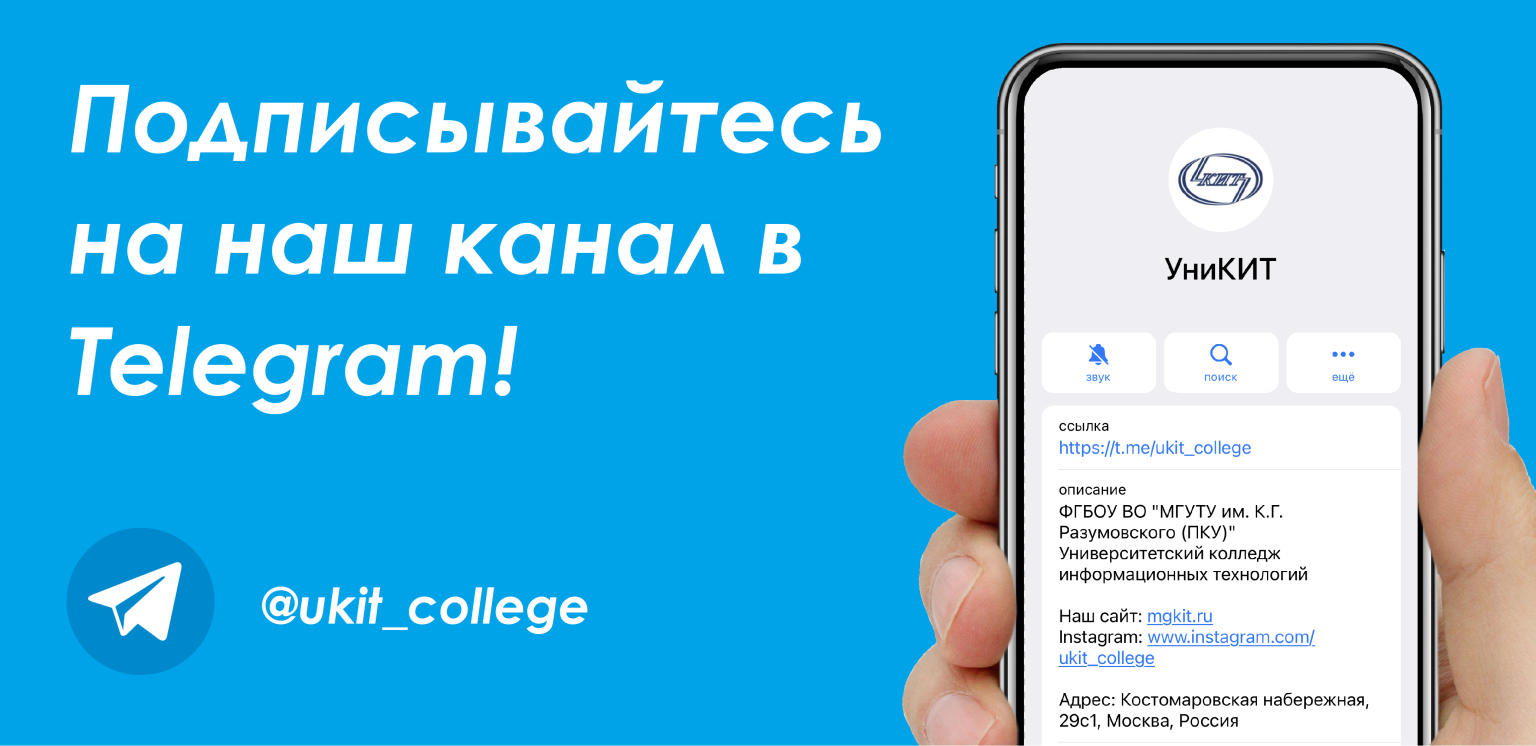 Подписывайтесь
на наш канал в
Telegram!
@ukit_college
КИТ
УниКИТ
звук
поиск
ещё
ссылка
https://t.me/ukit_college
описание
ФГБОУ ВО "МГУТУ им. К.Г.
Разумовского (ПКУ)"
Университетский колледж
информационных технологий
Наш сайт: mgkit.ru
Instagram: www.instagram.com/
ukit_college
Адрес: Костомаровская набережная,
29с1, Москва, Россия